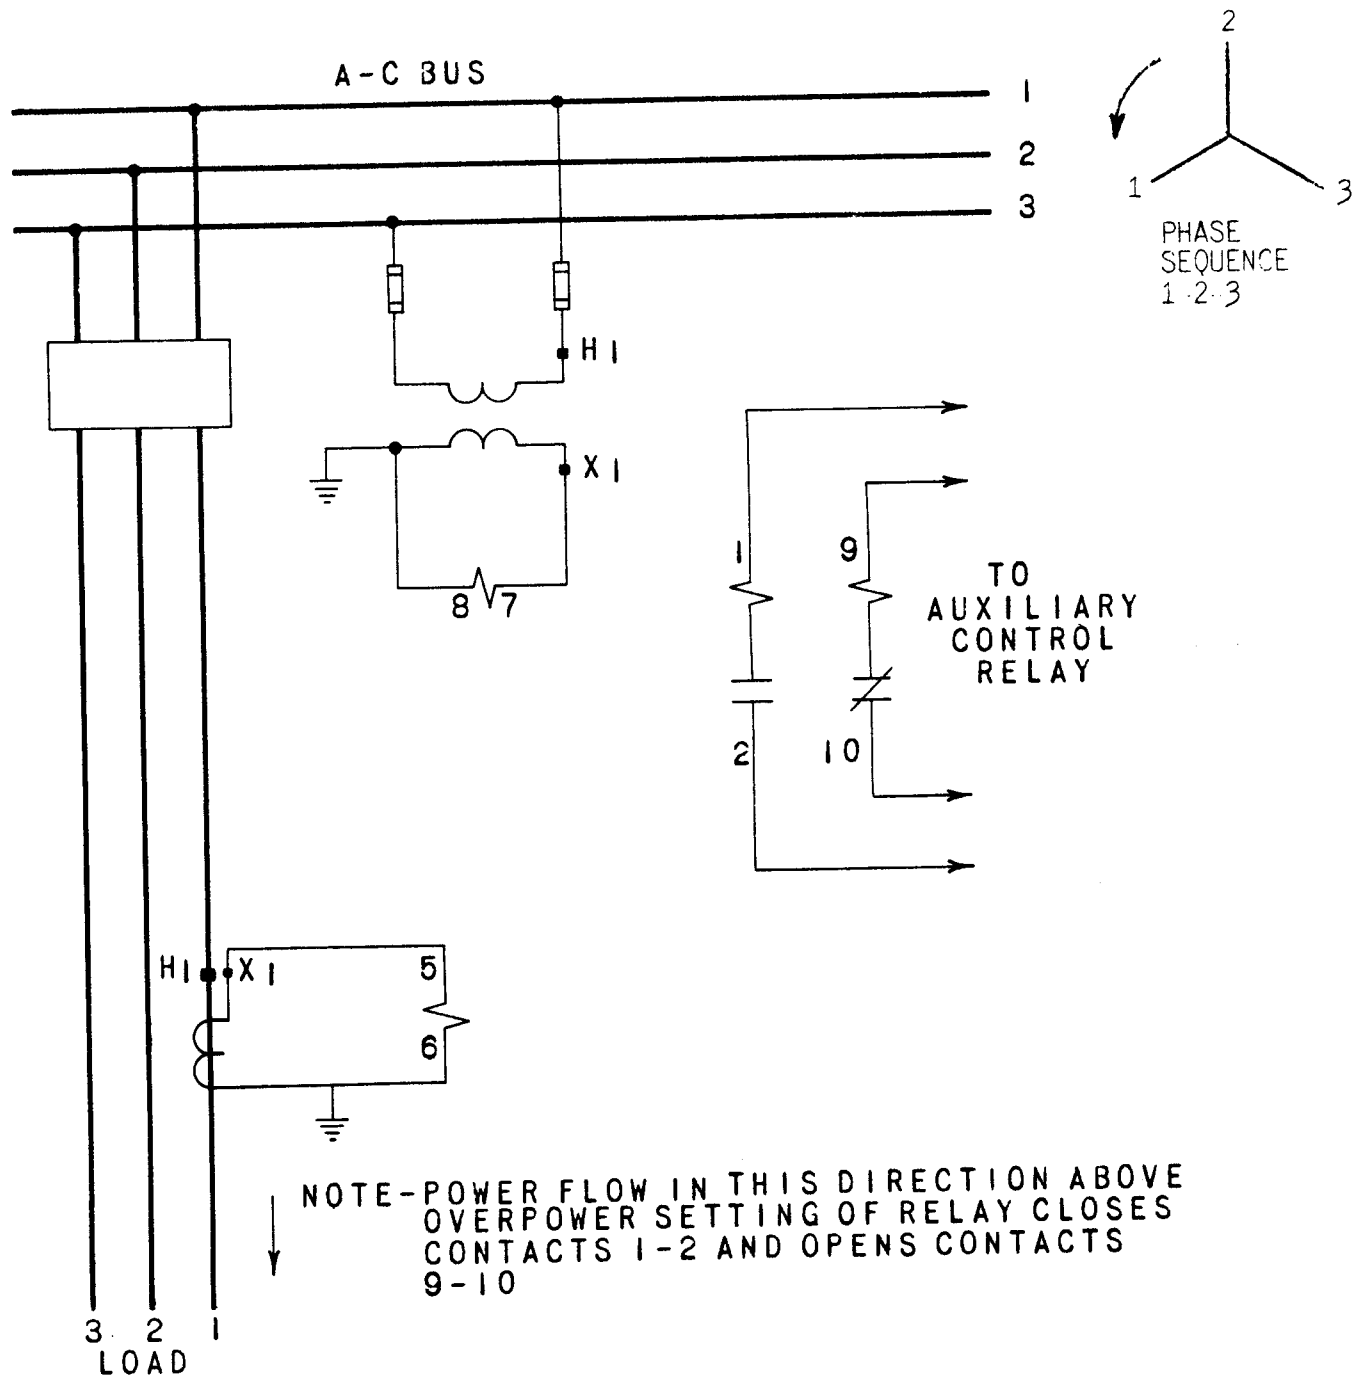 2
A-C BUS
1
2
3
1
3
PHASE
SEQUENCE
1-2-3
H1
X1
8 7
1
9
TO
AUXILIARY
CONTROL
RELAY
2
10
H1
X1
5
6
NOTE-POWER FLOW IN THIS DIRECTION ABOVE
OVERPOWER SETTING OF RELAY CLOSES
CONTACTS 1-2 AND OPENS CONTACTS
9-10
3 2 1
LOAD